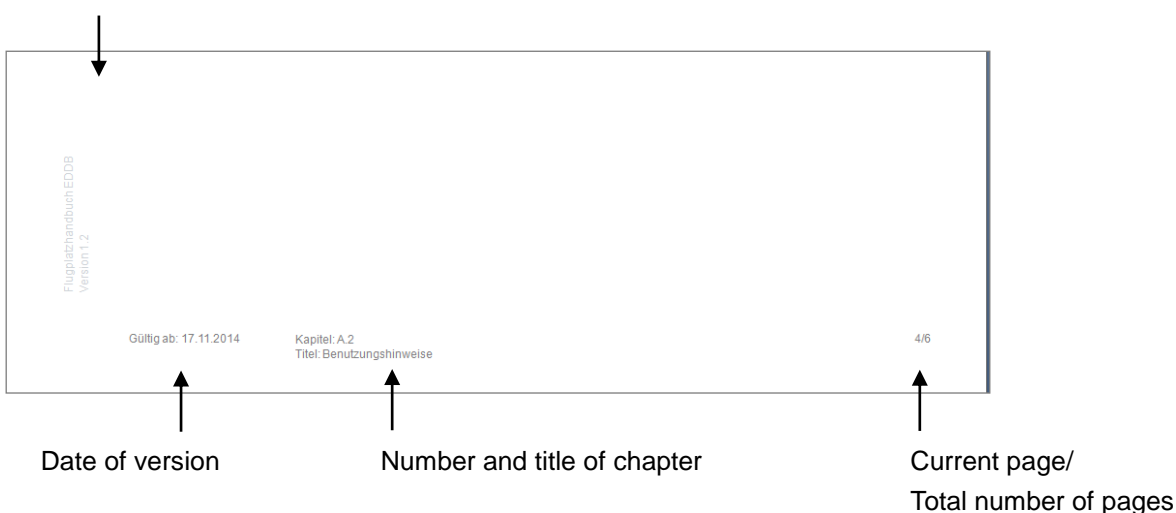 Flugplatzhandbuch EDDB
Version 1.2
Gültig ab: 17.11.2014
Kapitel: A.2
Titel: Benutzungshinweise
4/6
Date of version
Number and title of chapter
Current page/
Total number of pages